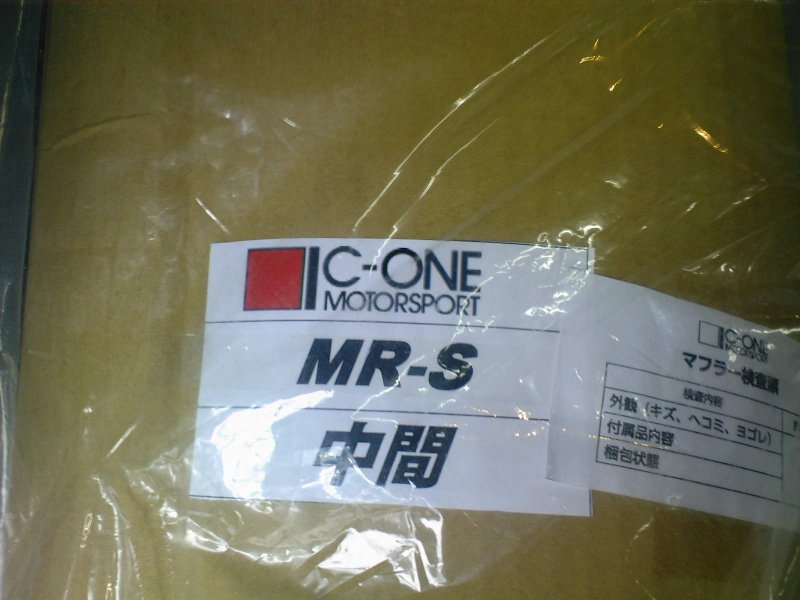 C-ONE
MOTORSPORT
MR-S
中間
C-ONE
MOTORSPORT
マフラー検査票
検査内容
外観（キズ、ヘコミ、ヨゴレ）
付属品内容
梱包状態